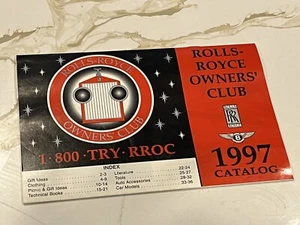 ROLLS-ROYCE
OWNERS' CLUB
1·800·TRY·RROC
ROLLS-
ROYCE
OWNERS'
CLUB
1997
CATALOG
INDEX
Gift Ideas 2-3
Clothing 4-9
Picnic & Gift Ideas 10-14
Technical Books 15-21
Literature 22-24
Tools 25-27
Auto Accessories 28-32
Car Models 33-36